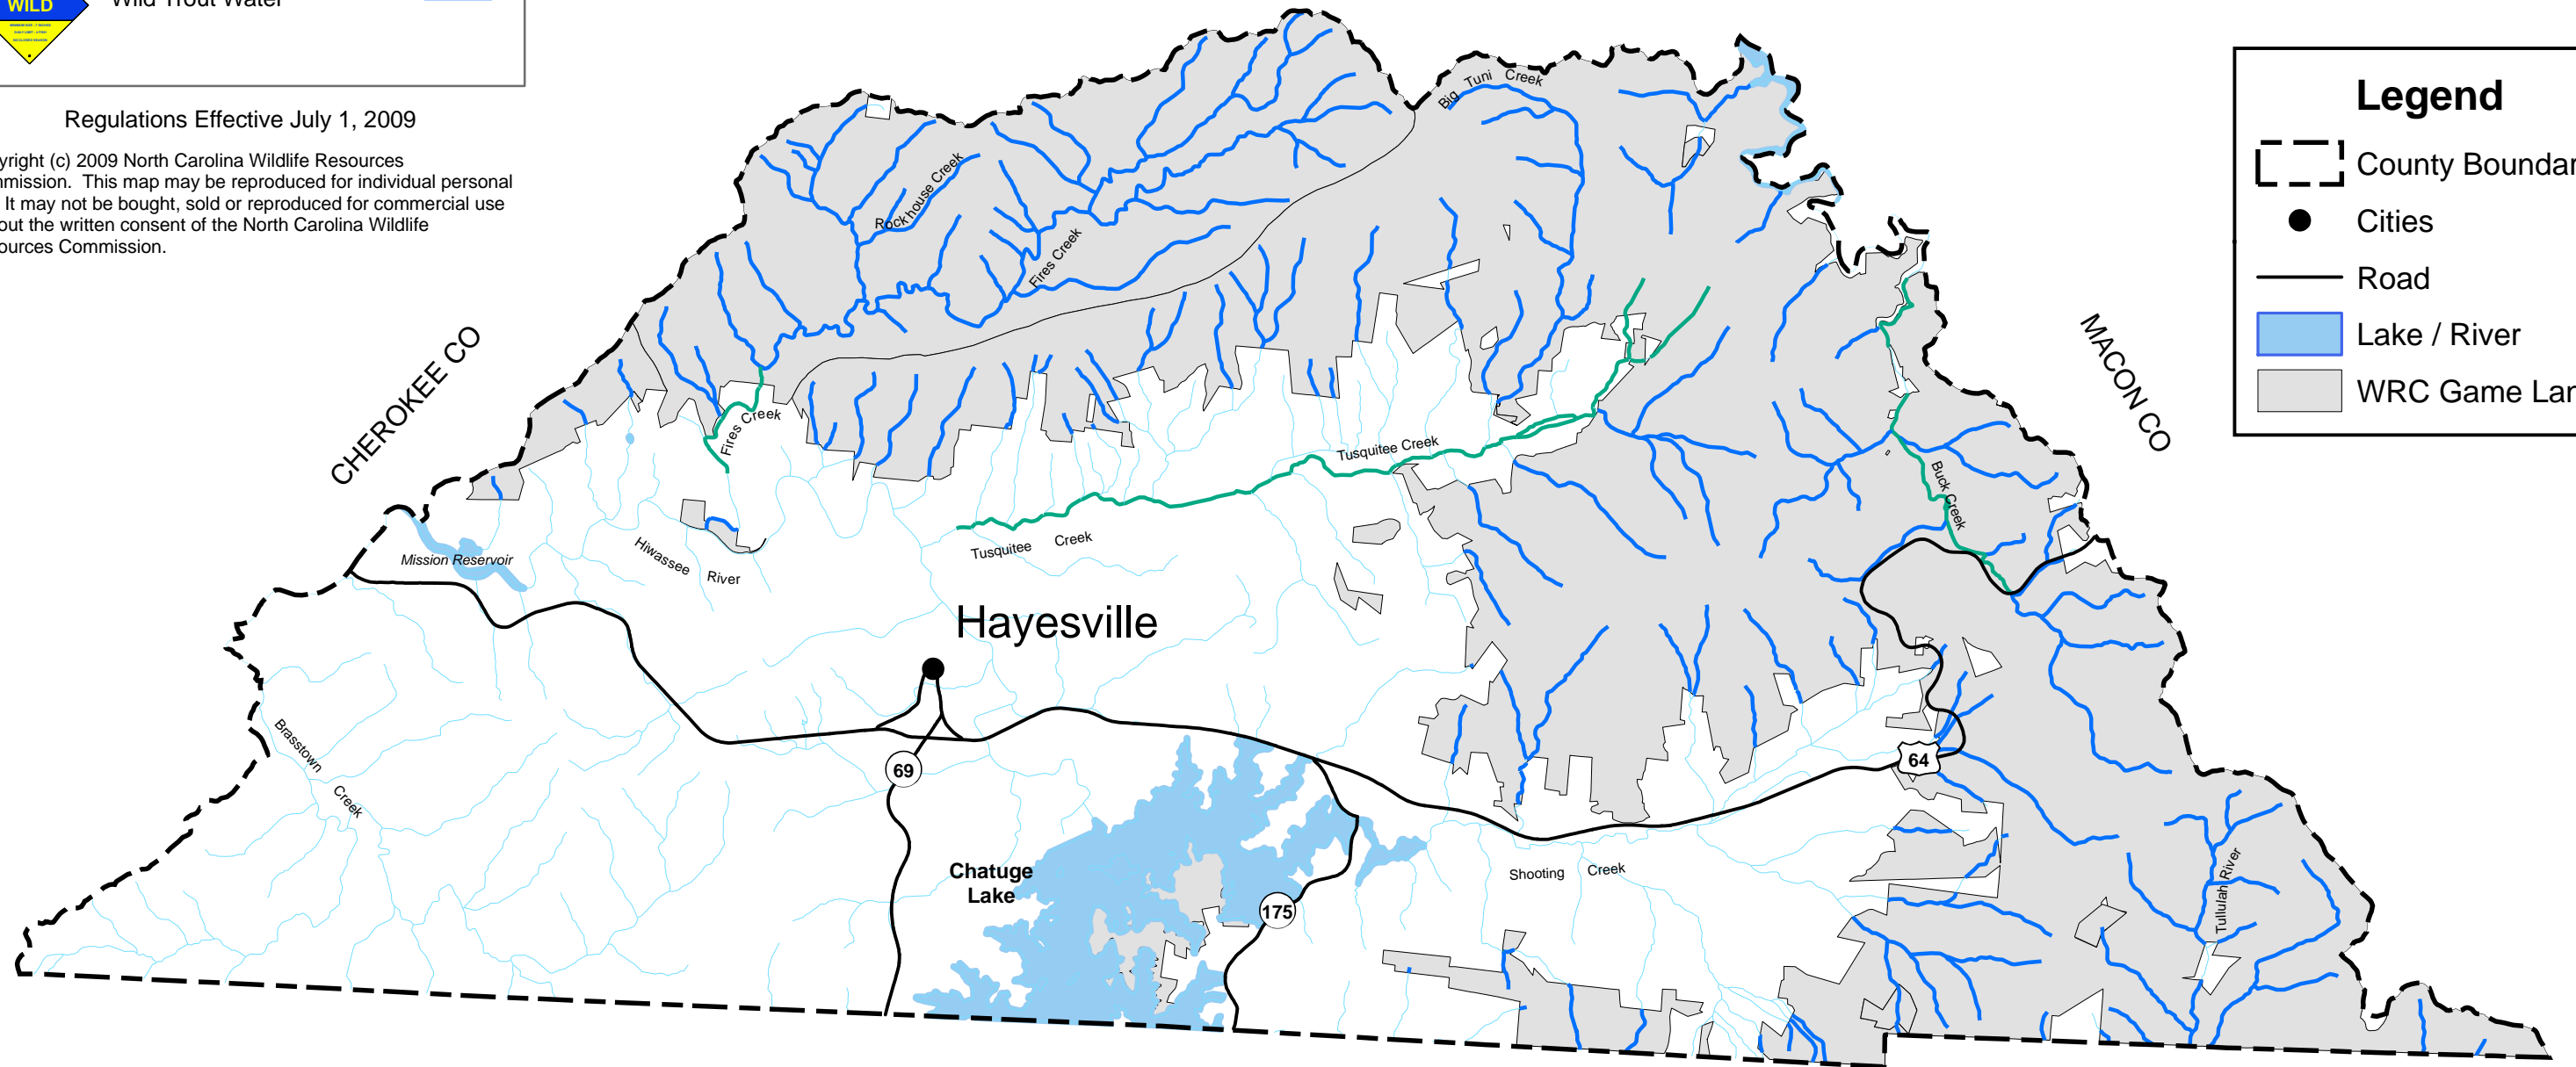 WILD
Wild Trout Water
Regulations Effective July 1, 2009
yright (c) 2009 North Carolina Wildlife Resources
mmission. This map may be reproduced for individual personal
It may not be bought, sold or reproduced for commercial use
out the written consent of the North Carolina Wildlife
ources Commission.
Legend
County Boundar
Cities
Road
Lake / River
WRC Game Lan
CHEROKEE CO
MACON CO
Big Tuni Creek
Rockhouse Creek
Fires Creek
Fires Creek
Tusquitee Creek
Buck Creek
Mission Reservoir
Hiwassee River
Tusquitee Creek
Hayesville
Brasstown Creek
69
64
Chatuge
Lake
175
Shooting Creek
Tullulah River